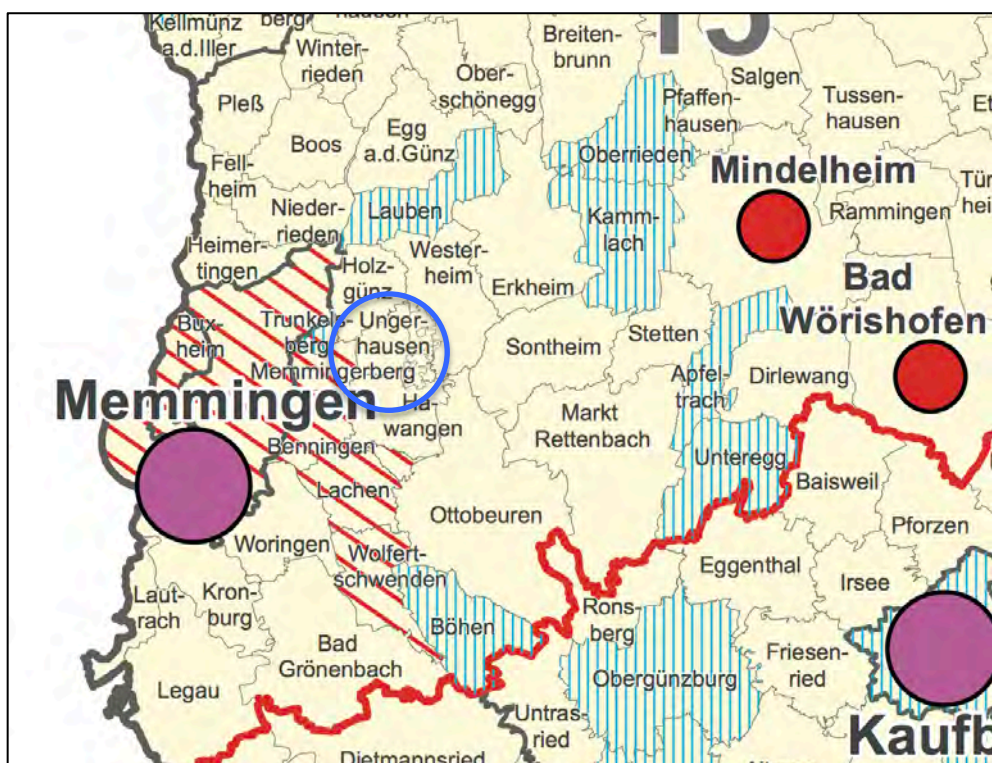 15
Kellmünz
a.d.Iller
berg
hausen
Winter-
rieden
Breiten-
brunn
Ober-
schönegg
Salgen
Pleß
Pfaffen-
hausen
Tussen-
hausen
Boos
Egg
a.d.Günz
Oberrieden
Fell-
heim
Mindelheim
Tür-
Nieder-
rieden
Lauben
Kamm-
lach
Rammingen
Heimer-
tingen
Wester-
heim
Holz-
günz
Erkheim
Bad
Wörishofen
Bux-
heim
Trunkels-
berg
Unger-
hausen
Stetten
Sontheim
Memmingerberg
Apfel-
trach
Dirlewang
Memmingen
Ha-
wangen
Markt
Rettenbach
Benningen
Unteregg
Lachen
Baisweil
Ottobeuren
Pforzen
Woringen
Wolfert-
schwenden
Eggenthal
Irsee
Laut-
rach
Kron-
burg
Rons-
berg
Böhen
Bad
Grönenbach
Friesen-
ried
Legau
Obergünzburg
Untras-
ried
Kaufb
Dietmannsried